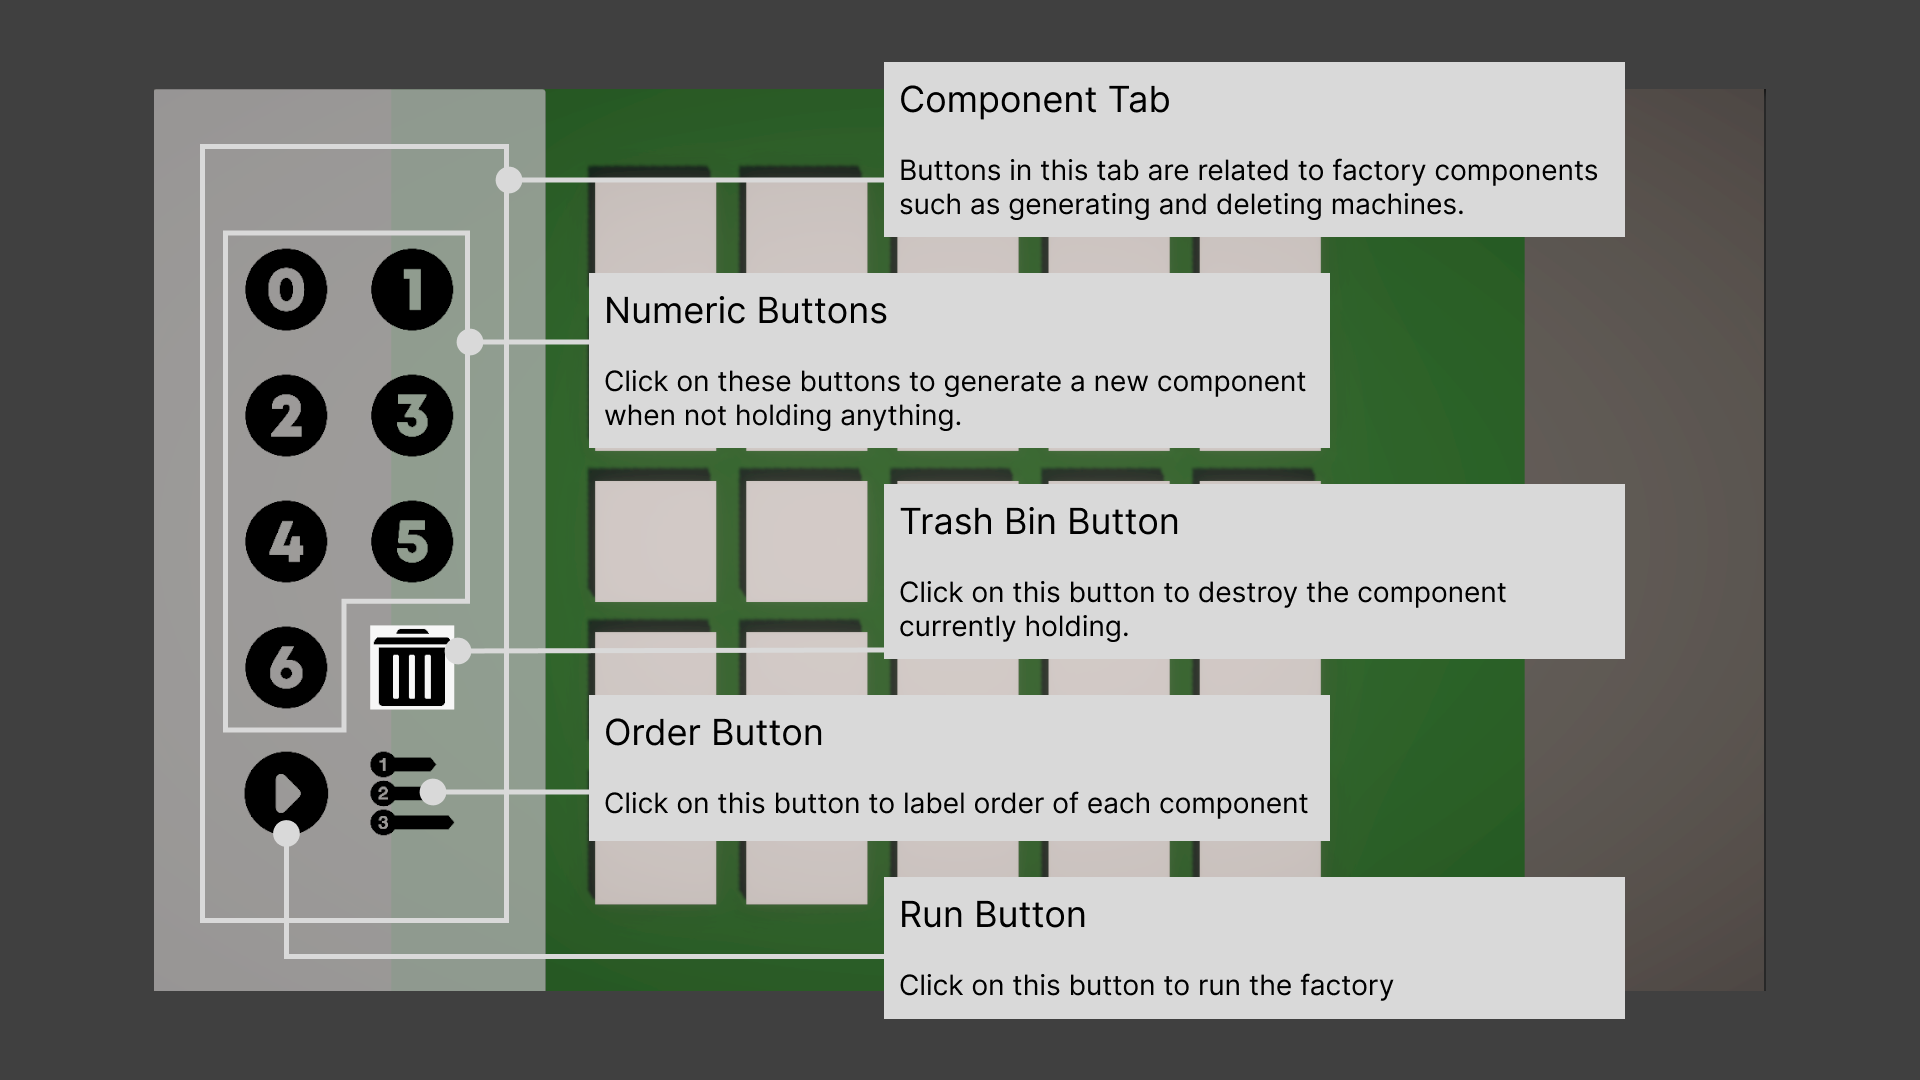 Component Tab
Buttons in this tab are related to factory components
such as generating and deleting machines.
0 1
Numeric Buttons
2 3
Click on these buttons to generate a new component
when not holding anything.
4 5
Trash Bin Button
Click on this button to destroy the component
currently holding.
6
Order Button
1
2
3
Click on this button to label order of each component
Run Button
Click on this button to run the factory